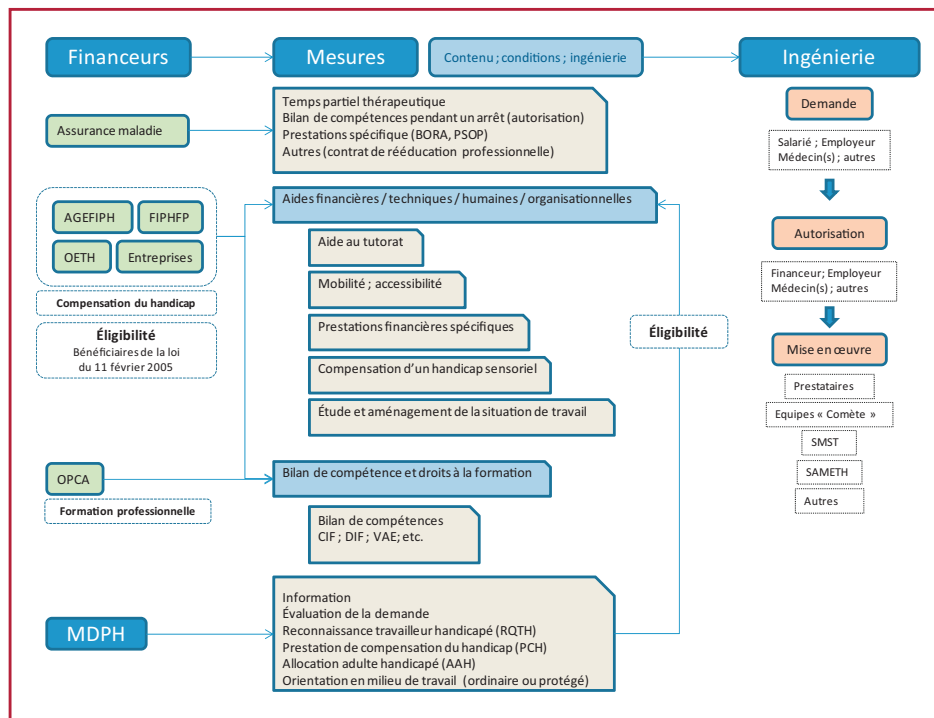 Financeurs
Mesures
Contenu ; conditions ; ingénierie
Ingénierie
Assurance maladie
Temps partiel thérapeutique
Bilan de compétences pendant un arrêt (autorisation)
Prestations spécifique (BORA, PSOP)
Autres (contrat de rééducation professionnelle)
AGEFIPH
FIPHFP
OETH
Entreprises
Compensation du handicap
Éligibilité
Bénéficiaires de la loi
du 11 février 2005
Aides financières / techniques / humaines / organisationnelles
Aide au tutorat
Mobilité ; accessibilité
Prestations financières spécifiques
Compensation d'un handicap sensoriel
Étude et aménagement de la situation de travail
Éligibilité
OPCA
Formation professionnelle
Bilan de compétence et droits à la formation
Bilan de compétences
CIF ; DIF ; VAE; etc.
MDPH
Information
Évaluation de la demande
Reconnaissance travailleur handicapé (RQTH)
Prestation de compensation du handicap (PCH)
Allocation adulte handicapé (AAH)
Orientation en milieu de travail (ordinaire ou protégé)
Demande
Salarié ; Employeur
Médecin(s) ; autres
Autorisation
Financeur; Employeur
Médecin(s) ; autres
Mise en œuvre
Prestataires
Equipes « Comète »
SMST
SAMETH
Autres